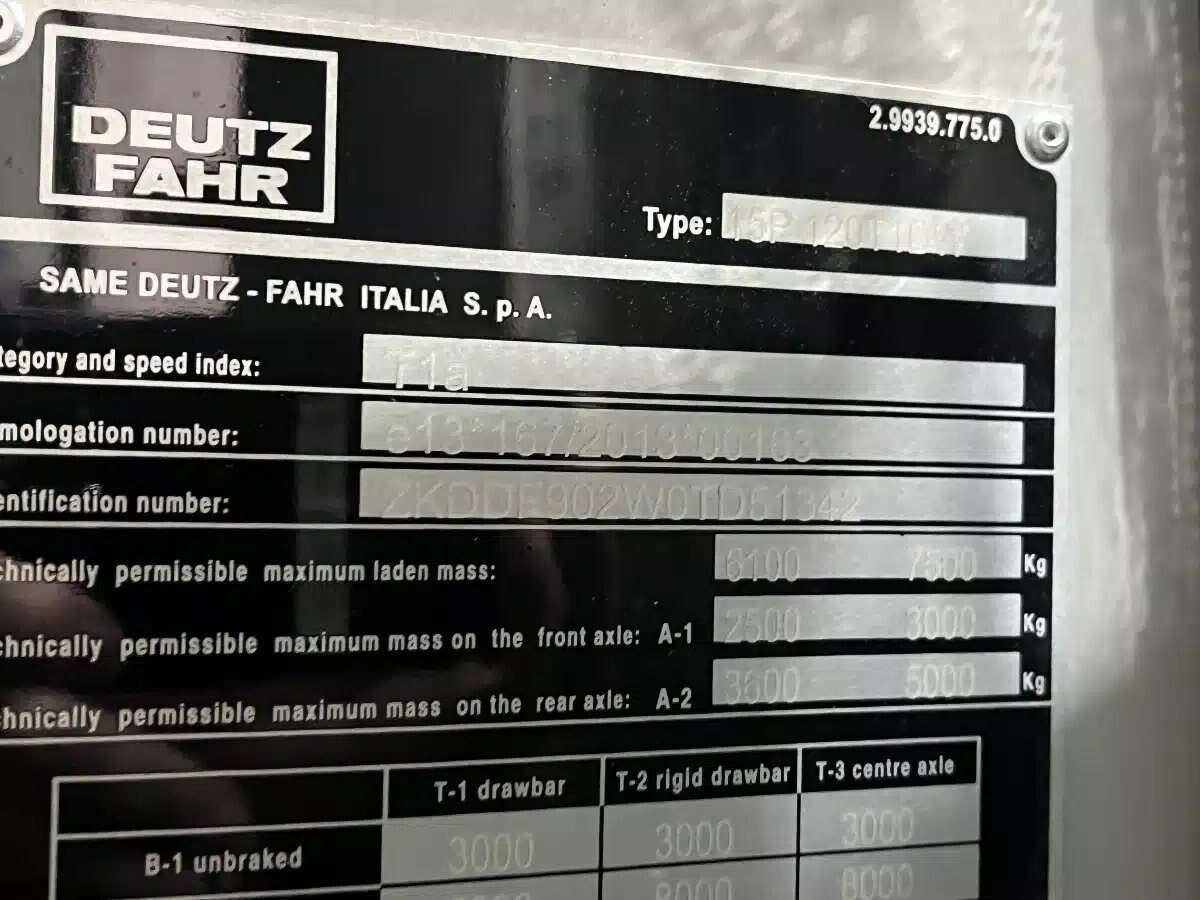 DEUTZ
FAHR
2.9939.775.0
Type: 15P 120T1DGY
SAME DEUTZ - FAHR ITALIA S. p. A.
tegory and speed index: T1a
mologation number: e13*167/2013*00163
entification number: ZKDDF902W0TD51342
chnically permissible maximum laden mass: 6100 7500 Kg
chnically permissible maximum mass on the front axle: A-1 2500 3000 Kg
chnically permissible maximum mass on the rear axle: A-2 3600 5000 Kg
T-1 drawbar T-2 rigid drawbar T-3 centre axle
B-1 unbraked 3000 3000 3000
8000 8000